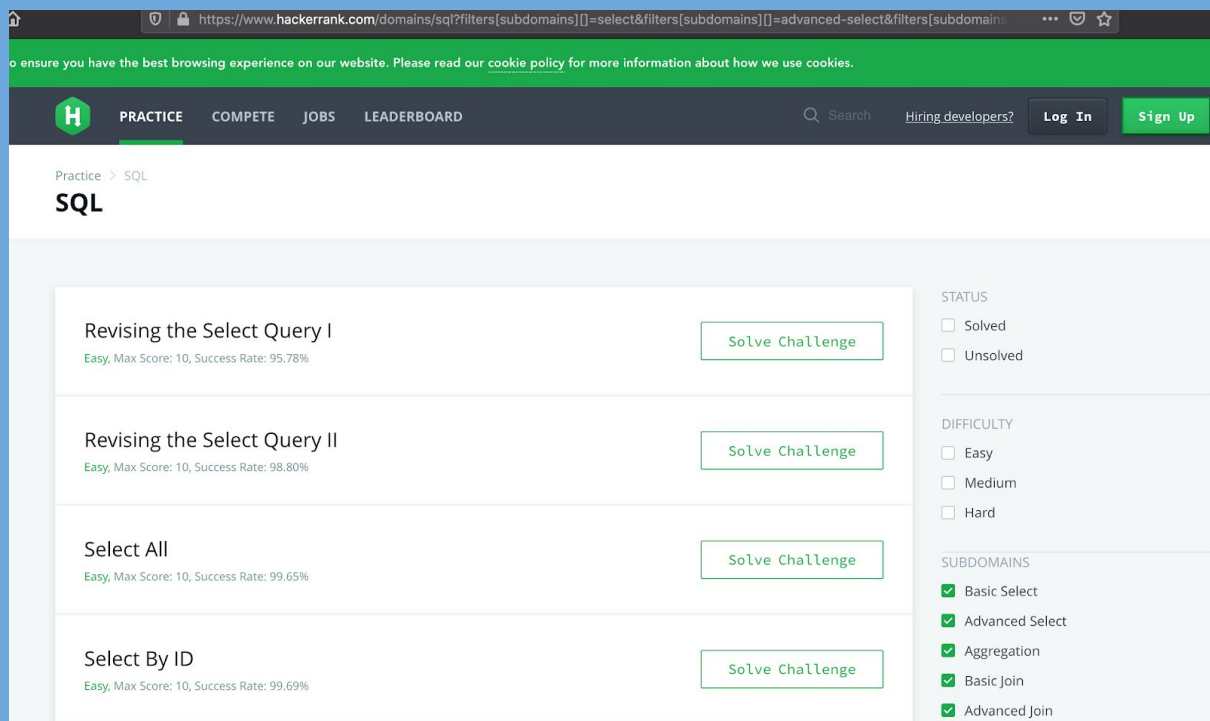 https://www.hackerrank.com/domains/sql?filters[subdomains][]=select&filters[subdomains][]=advanced-select&filters[subdomains
o ensure you have the best browsing experience on our website. Please read our cookie policy for more information about how we use cookies.
H PRACTICE COMPETE JOBS LEADERBOARD Search Hiring developers? Log In Sign Up
Practice > SQL
SQL
Revising the Select Query I
Easy, Max Score: 10, Success Rate: 95.78%
Solve Challenge
Revising the Select Query II
Easy, Max Score: 10, Success Rate: 98.80%
Solve Challenge
Select All
Easy, Max Score: 10, Success Rate: 99.65%
Solve Challenge
Select By ID
Easy, Max Score: 10, Success Rate: 99.69%
Solve Challenge
STATUS
Solved
Unsolved
DIFFICULTY
Easy
Medium
Hard
SUBDOMAINS
Basic Select
Advanced Select
Aggregation
Basic Join
Advanced Join